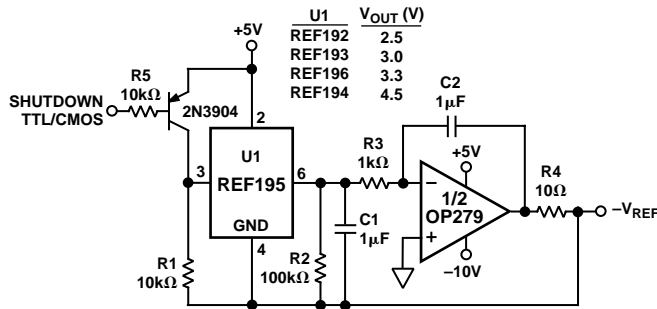 U1 VOUT (V)
REF192 2.5
REF193 3.0
REF196 3.3
REF194 4.5
+5V
R5
10kΩ
SHUTDOWN
TTL/CMOS
2N3904
2
U1
REF195
GND
3
6
4
R1
10kΩ
R2
100kΩ
C1
1μF
R3
1kΩ
C2
1μF
+5V
–
+
1/2
OP279
–10V
R4
10Ω
–VREF